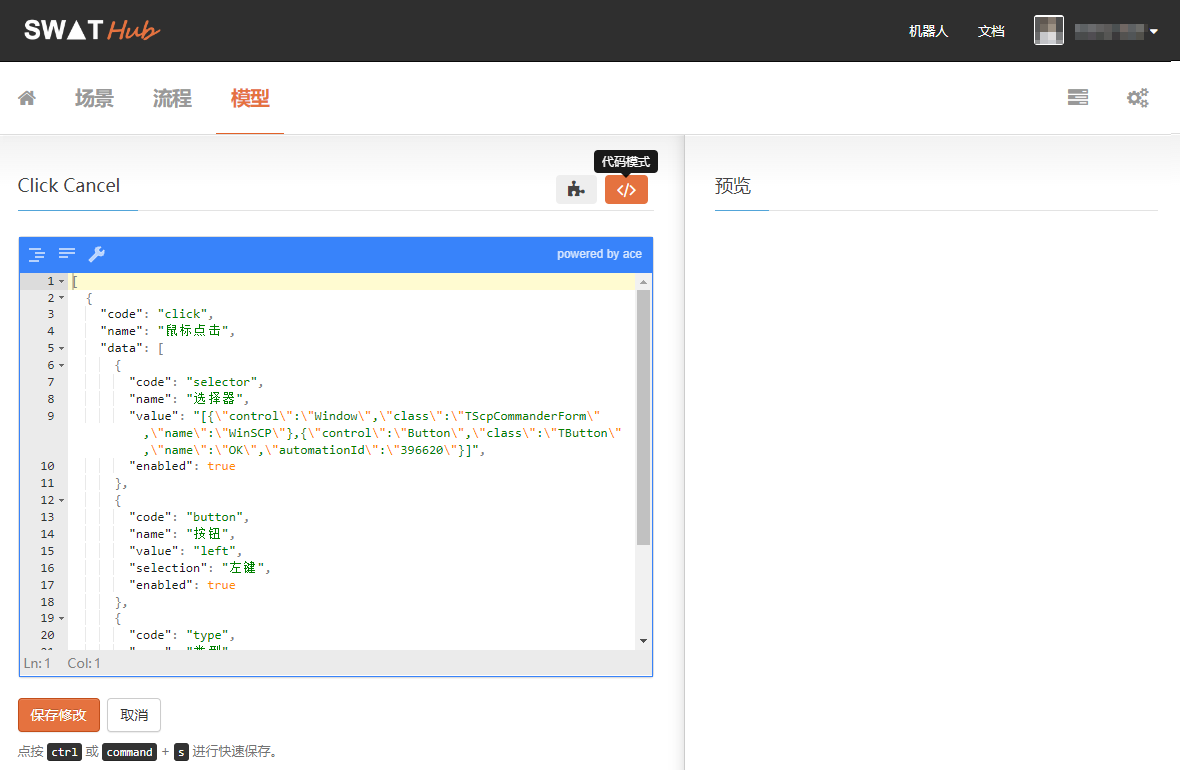 SWAT Hub
机器人 文档
场景 流程 模型
代码模式
Click Cancel
预览
powered by ace
1 [
2 {
3 "code": "click",
4 "name": "鼠标点击",
5 "data": [
6 {
7 "code": "selector",
8 "name": "选择器",
9 "value": "[{\"control\":\"Window\",\"class\":\"TScpCommanderForm\"
,\"name\":\"WinSCP\"},{\"control\":\"Button\",\"class\":\"TButton\"
,\"name\":\"OK\",\"automationId\":\"396620\"}]",
10 "enabled": true
11 },
12 {
13 "code": "button",
14 "name": "按钮",
15 "value": "left",
16 "selection": "左键",
17 "enabled": true
18 },
19 {
20 "code": "type",
Ln: 1 Col: 1
保存修改 取消
点按 ctrl 或 command + s 进行快速保存。